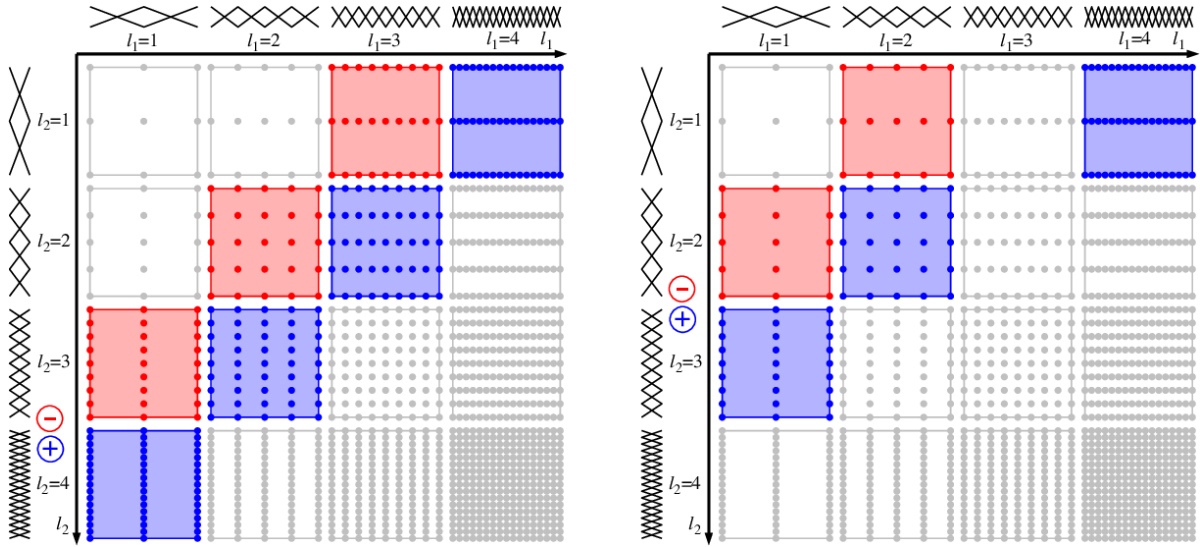 l₁=1 l₁=2 l₁=3 l₁=4 l₁
l₂=1
l₂=2
l₂=3
−
+
l₂=4
l₂
l₁=1 l₁=2 l₁=3 l₁=4 l₁
l₂=1
l₂=2
−
+
l₂=3
l₂=4
l₂